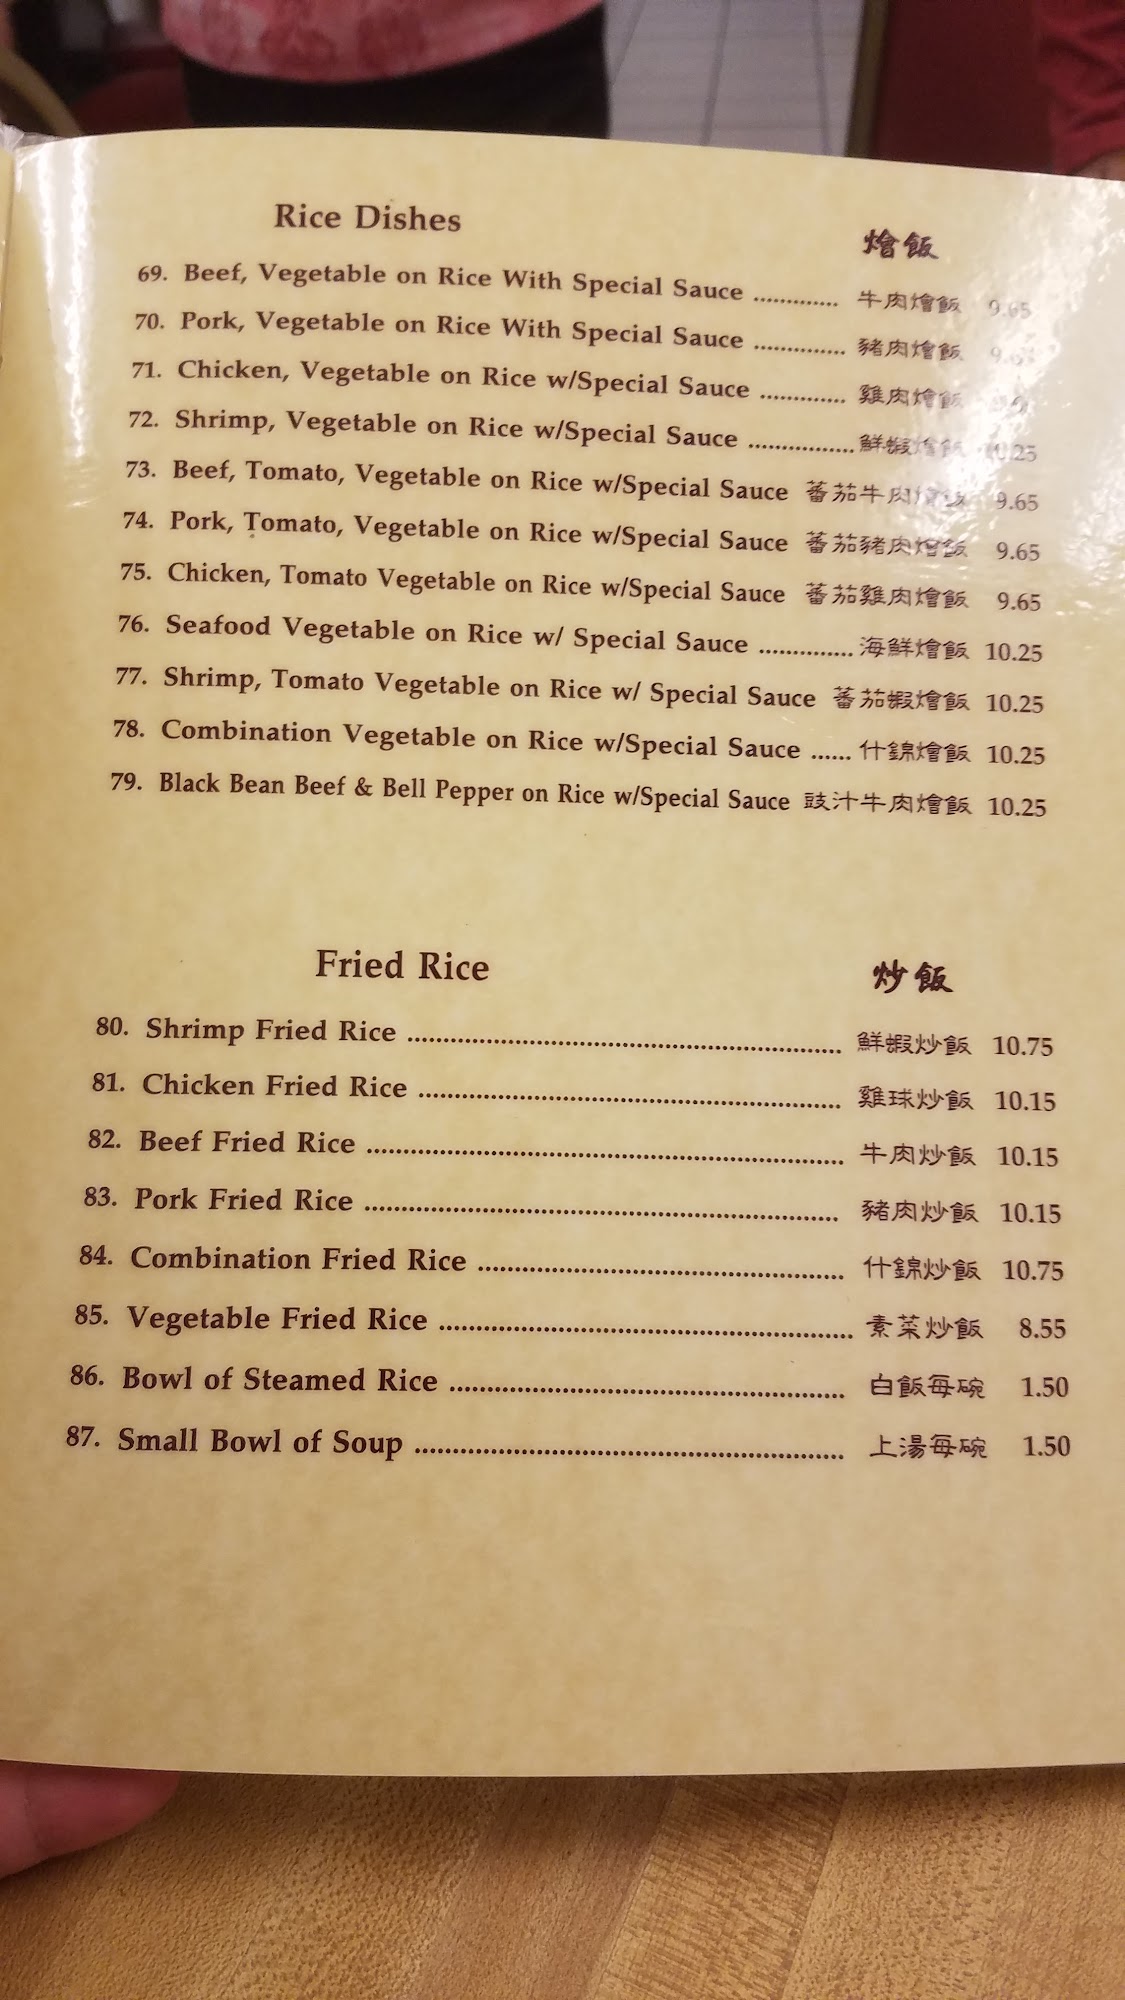 Rice Dishes 燴飯
69. Beef, Vegetable on Rice With Special Sauce ............. 牛肉燴飯 9.65
70. Pork, Vegetable on Rice With Special Sauce .............. 豬肉燴飯
71. Chicken, Vegetable on Rice w/Special Sauce ............. 雞肉燴飯
72. Shrimp, Vegetable on Rice w/Special Sauce ................ 鮮蝦燴飯 10.25
73. Beef, Tomato, Vegetable on Rice w/Special Sauce 蕃茄牛肉燴飯 9.65
74. Pork, Tomato, Vegetable on Rice w/Special Sauce 蕃茄豬肉燴飯 9.65
75. Chicken, Tomato Vegetable on Rice w/Special Sauce 蕃茄雞肉燴飯 9.65
76. Seafood Vegetable on Rice w/ Special Sauce .............. 海鮮燴飯 10.25
77. Shrimp, Tomato Vegetable on Rice w/ Special Sauce 蕃茄蝦燴飯 10.25
78. Combination Vegetable on Rice w/Special Sauce ...... 什錦燴飯 10.25
79. Black Bean Beef & Bell Pepper on Rice w/Special Sauce 豉汁牛肉燴飯 10.25
Fried Rice 炒飯
80. Shrimp Fried Rice ............................................................... 鮮蝦炒飯 10.75
81. Chicken Fried Rice ............................................................. 雞球炒飯 10.15
82. Beef Fried Rice .................................................................... 牛肉炒飯 10.15
83. Pork Fried Rice .................................................................... 豬肉炒飯 10.15
84. Combination Fried Rice ..................................................... 什錦炒飯 10.75
85. Vegetable Fried Rice ........................................................... 素菜炒飯 8.55
86. Bowl of Steamed Rice ......................................................... 白飯每碗 1.50
87. Small Bowl of Soup ............................................................. 上湯每碗 1.50